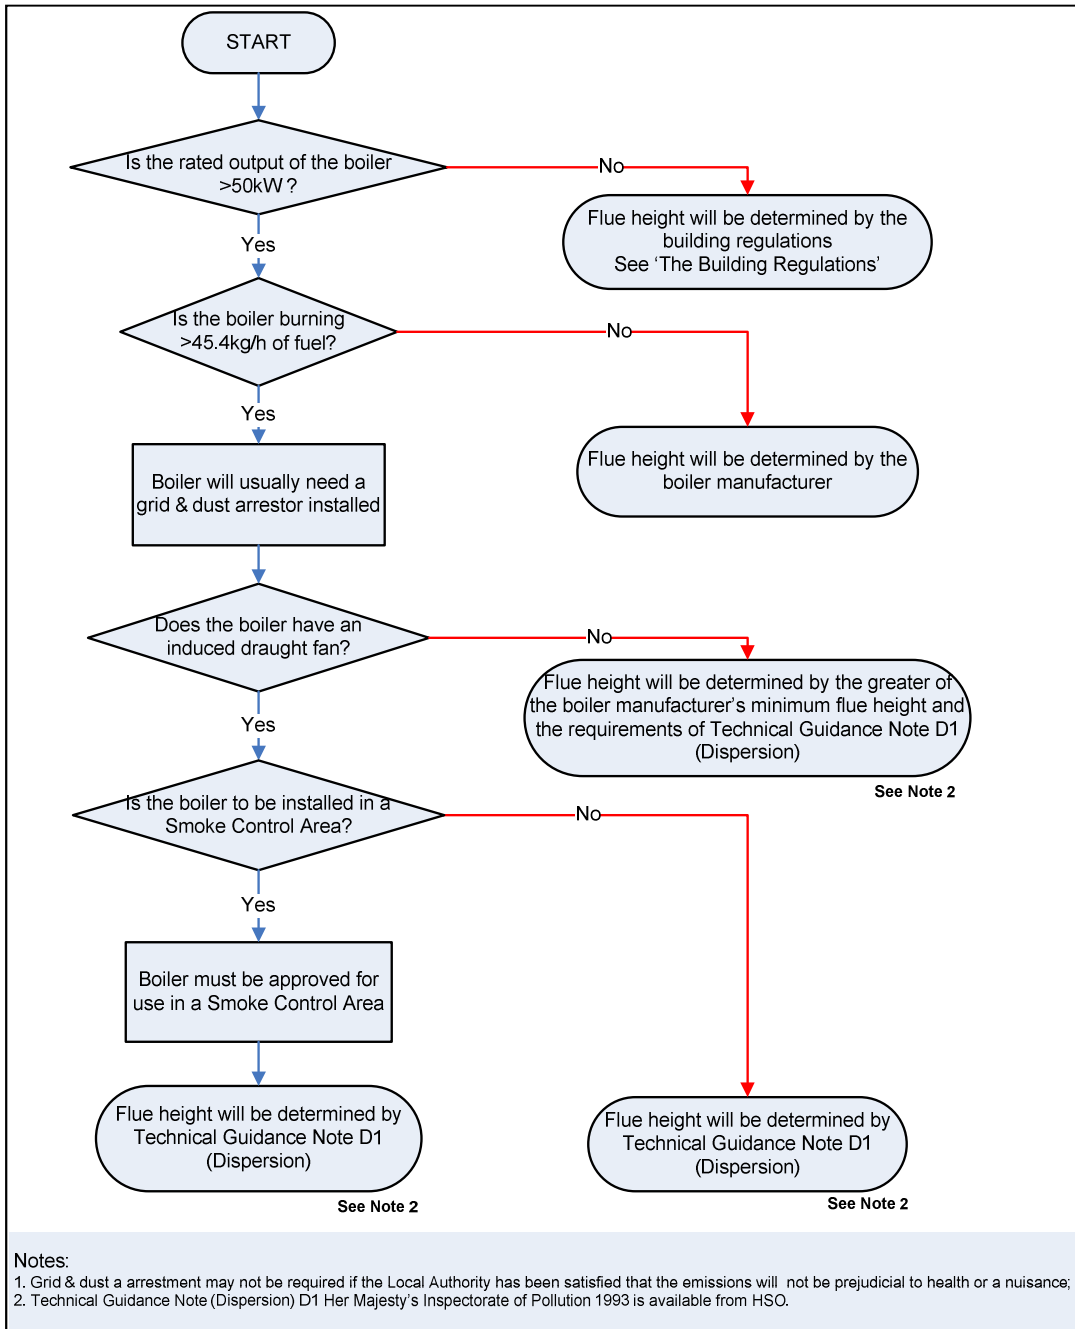 START
Is the rated output of the boiler
>50kW?
No
Flue height will be determined by the
building regulations
See ‘The Building Regulations’
Yes
Is the boiler burning
>45.4kg/h of fuel?
No
Flue height will be determined by the
boiler manufacturer
Yes
Boiler will usually need a
grid & dust arrestor installed
Does the boiler have an
induced draught fan?
No
Flue height will be determined by the greater of
the boiler manufacturer’s minimum flue height and
the requirements of Technical Guidance Note D1
(Dispersion)
See Note 2
Yes
Is the boiler to be installed in a
Smoke Control Area?
No
Yes
Boiler must be approved for
use in a Smoke Control Area
Flue height will be determined by
Technical Guidance Note D1
(Dispersion)
See Note 2
Flue height will be determined by
Technical Guidance Note D1
(Dispersion)
See Note 2
Notes:
1. Grid & dust a arrestment may not be required if the Local Authority has been satisfied that the emissions will not be prejudicial to health or a nuisance;
2. Technical Guidance Note (Dispersion) D1 Her Majesty’s Inspectorate of Pollution 1993 is available from HSO.